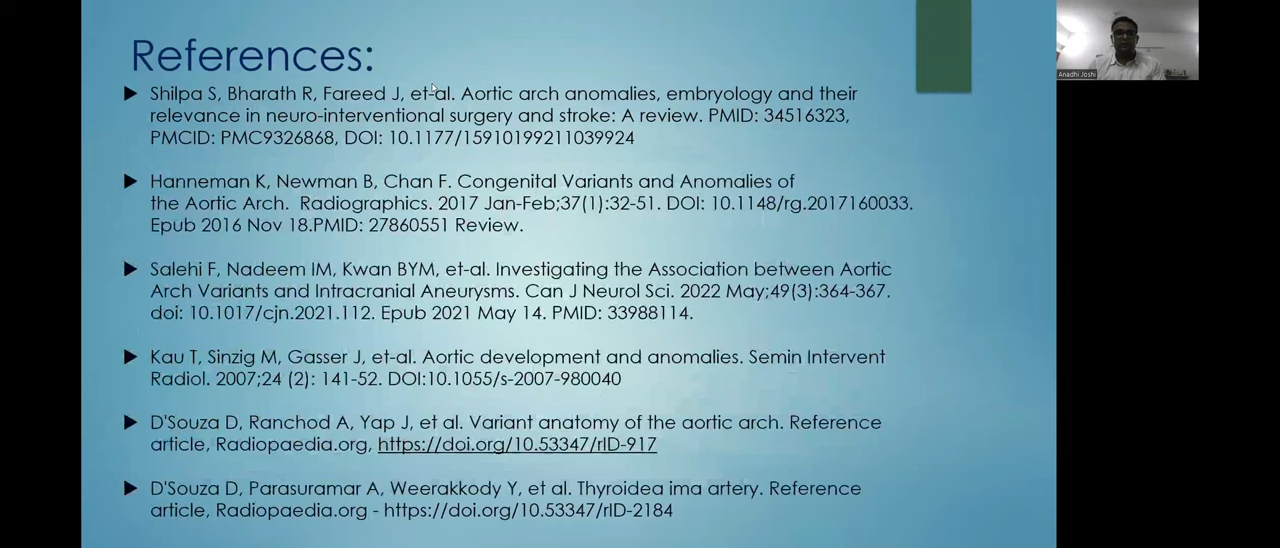 References:
Shilpa S, Bharath R, Fareed J, et-al. Aortic arch anomalies, embryology and their
relevance in neuro-interventional surgery and stroke: A review. PMID: 34516323,
PMCID: PMC9326868, DOI: 10.1177/15910199211039924
Hanneman K, Newman B, Chan F. Congenital Variants and Anomalies of
the Aortic Arch. Radiographics. 2017 Jan-Feb;37(1):32-51. DOI: 10.1148/rg.2017160033.
Epub 2016 Nov 18.PMID: 27860551 Review.
Salehi F, Nadeem IM, Kwan BYM, et-al. Investigating the Association between Aortic
Arch Variants and Intracranial Aneurysms. Can J Neurol Sci. 2022 May;49(3):364-367.
doi: 10.1017/cjn.2021.112. Epub 2021 May 14. PMID: 33988114.
Kau T, Sinzig M, Gasser J, et-al. Aortic development and anomalies. Semin Intervent
Radiol. 2007;24 (2): 141-52. DOI:10.1055/s-2007-980040
D'Souza D, Ranchod A, Yap J, et al. Variant anatomy of the aortic arch. Reference
article, Radiopaedia.org, https://doi.org/10.53347/rID-917
D'Souza D, Parasuramar A, Weerakkody Y, et al. Thyroidea ima artery. Reference
article, Radiopaedia.org - https://doi.org/10.53347/rID-2184
Anadhi Joshi